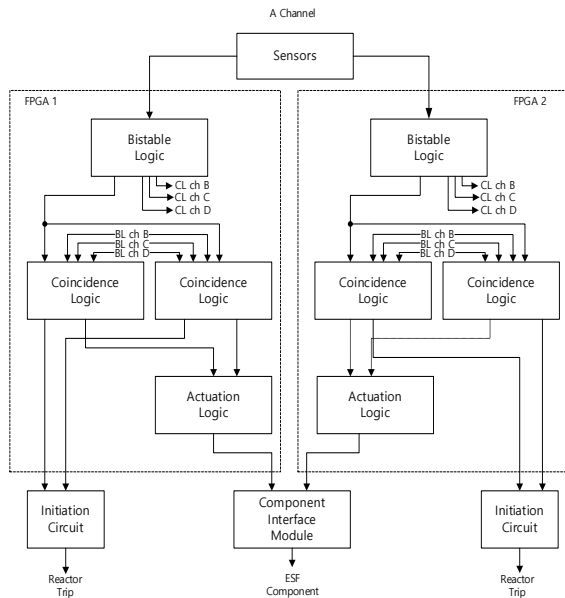 A Channel
Sensors
FPGA 1
FPGA 2
Bistable
Logic
CL ch B
CL ch C
CL ch D
Bistable
Logic
CL ch B
CL ch C
CL ch D
BL ch B
BL ch C
BL ch D
BL ch B
BL ch C
BL ch D
Coincidence
Logic
Coincidence
Logic
Coincidence
Logic
Coincidence
Logic
Actuation
Logic
Actuation
Logic
Initiation
Circuit
Component
Interface
Module
Initiation
Circuit
Reactor
Trip
ESF
Component
Reactor
Trip